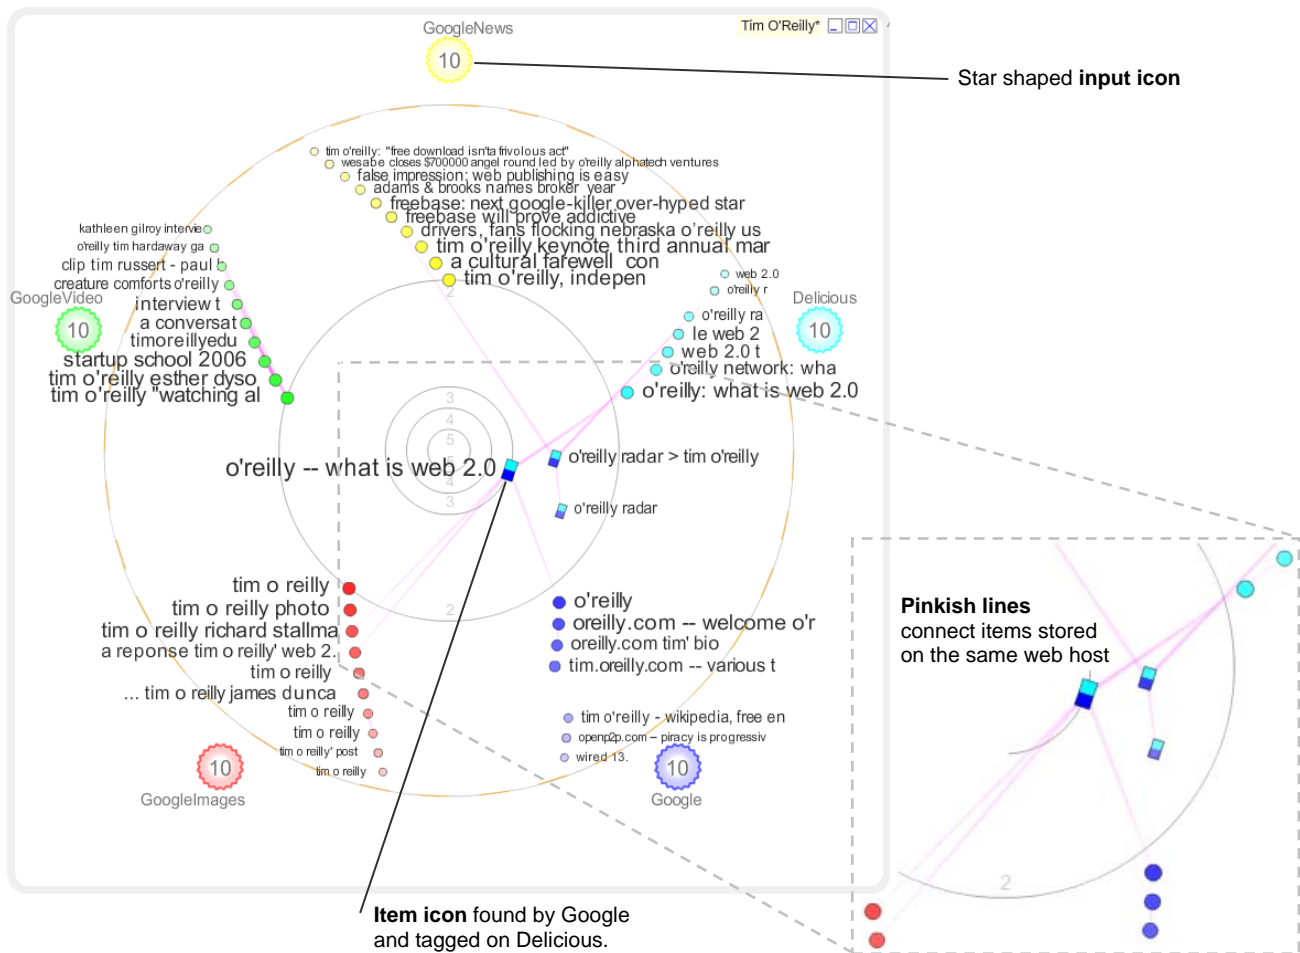 GoogleNews
Tim O'Reilly*
10
Star shaped input icon
tim o'reilly: "free download isn'ta frivolous act"
wesabe closes $700000 angel round led by o'reilly alphatech ventures
false impression: web publishing is easy
adams & brooks names broker year
freebase: next google-killer over-hyped star
freebase will prove addictive
drivers, fans flocking nebraska o'reilly us
tim o'reilly keynote third annual mar
a cultural farewell con
tim o'reilly, indepen
kathleen gilroy intervie
o'reilly tim hardaway ga
clip tim russert - paul
creature comforts o'reilly
GoogleVideo
interview t
10
a conversat
timoreillyedu
startup school 2006
tim o'reilly esther dyso
tim o'reilly "watching al
web 2.0
o'reilly r
Delicious
o'reilly ra
10
le web 2
web 2.0 t
o'reilly network: wha
o'reilly: what is web 2.0
2
3
4
5
5
4
3
2
o'reilly -- what is web 2.0
o'reilly radar > tim o'reilly
o'reilly radar
tim o reilly
tim o reilly photo
tim o reilly richard stallma
a reponse tim o reilly' web 2.
tim o reilly
... tim o reilly james dunca
tim o reilly
tim o reilly
tim o reilly' post
tim o reilly
10
GoogleImages
o'reilly
oreilly.com -- welcome o'r
oreilly.com tim' bio
tim.oreilly.com -- various t
tim o'reilly - wikipedia, free en
openp2p.com -- piracy is progressiv
wired 13.
10
Google
Pinkish lines
connect items stored
on the same web host
2
Item icon found by Google
and tagged on Delicious.